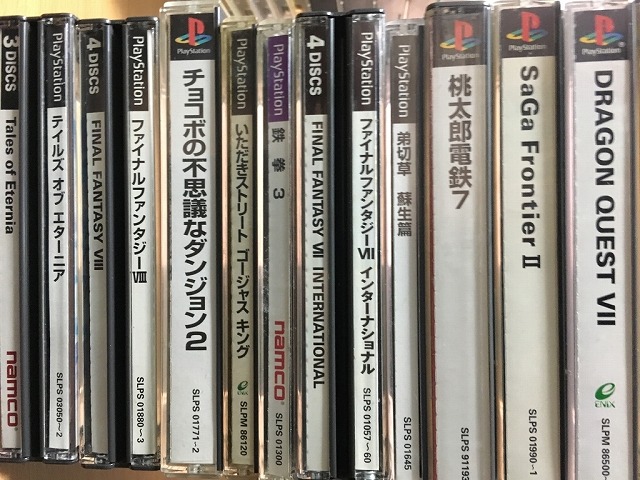 3 DISCS
Tales of Eternia
namco
PlayStation
テイルズ オブ エターニア
SLPS 03050~2
4 DISCS
FINAL FANTASY VIII
PlayStation
ファイナルファンタジーVIII
SLPS 01880~3
PlayStation
チョコボの不思議なダンジョン2
SLPS 01771~2
PlayStation
いただきストリート ゴージャス キング
ENIX
SLPM 86120
PlayStation
鉄拳3
namco
SLPS 01300
4 DISCS
FINAL FANTASY VII INTERNATIONAL
PlayStation
ファイナルファンタジーVII インターナショナル
SLPS 01057~60
PlayStation
弟切草 蘇生篇
SLPS 01645
PlayStation
桃太郎電鉄7
SLPS 91193
PlayStation
SaGa Frontier II
SLPS 01990~1
PlayStation
DRAGON QUEST VII
ENIX
SLPM 86500~